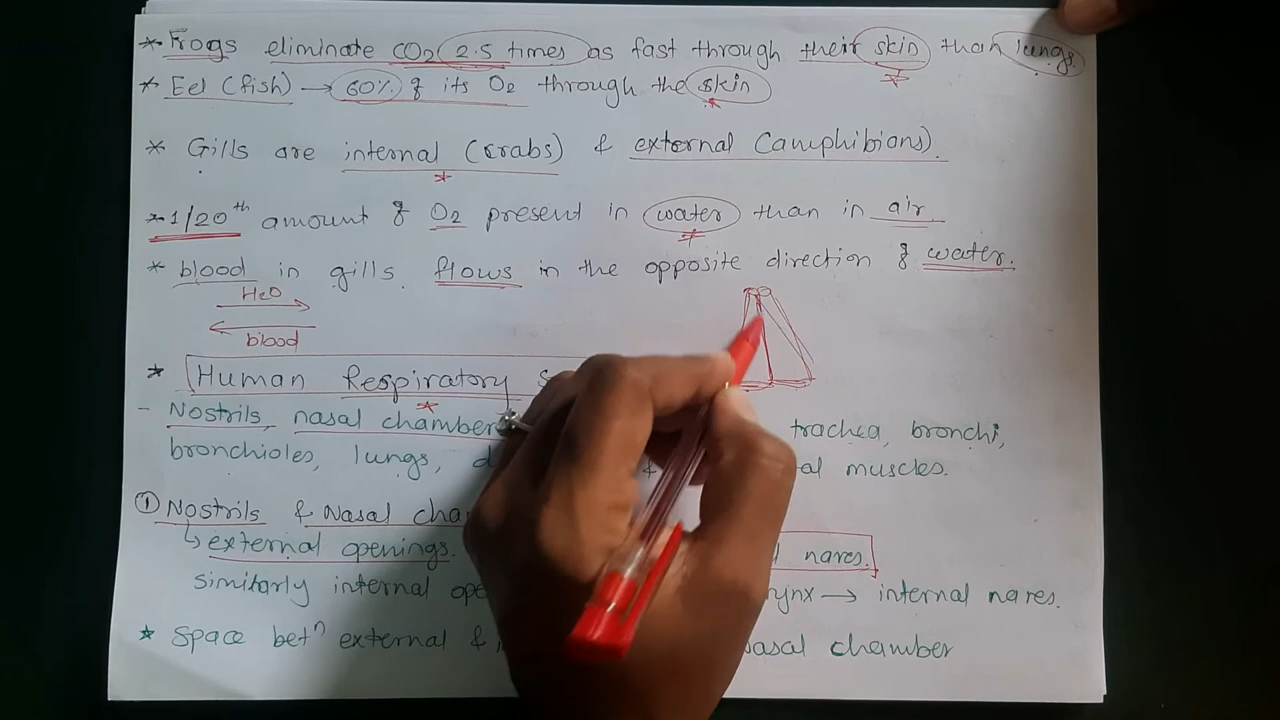 * Frogs eliminate CO2 2.5 times as fast through their skin than lungs
* Eel (fish) → 60% of its O2 through the skin
* Gills are internal (crabs) & external (amphibians).
* 1/20th amount of O2 present in water than in air.
* blood in gills. flows in the opposite direction of water.
H2O
blood
* Human Respiratory
- Nostrils, nasal chamber trachea, bronchi,
bronchioles, lungs, muscles.
① Nostrils & Nasal
↳ external openings. nares.
similarly internal → internal nares.
* Space betn external & nasal chamber